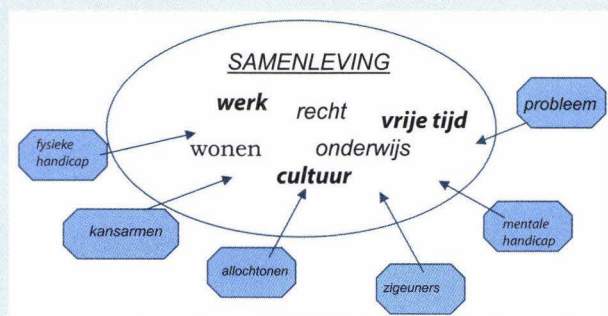 SAMENLEVING
werk
recht
vrije tijd
probleem
fysieke
handicap
wonen
onderwijs
cultuur
kansarmen
allochtonen
zigeuners
mentale
handicap